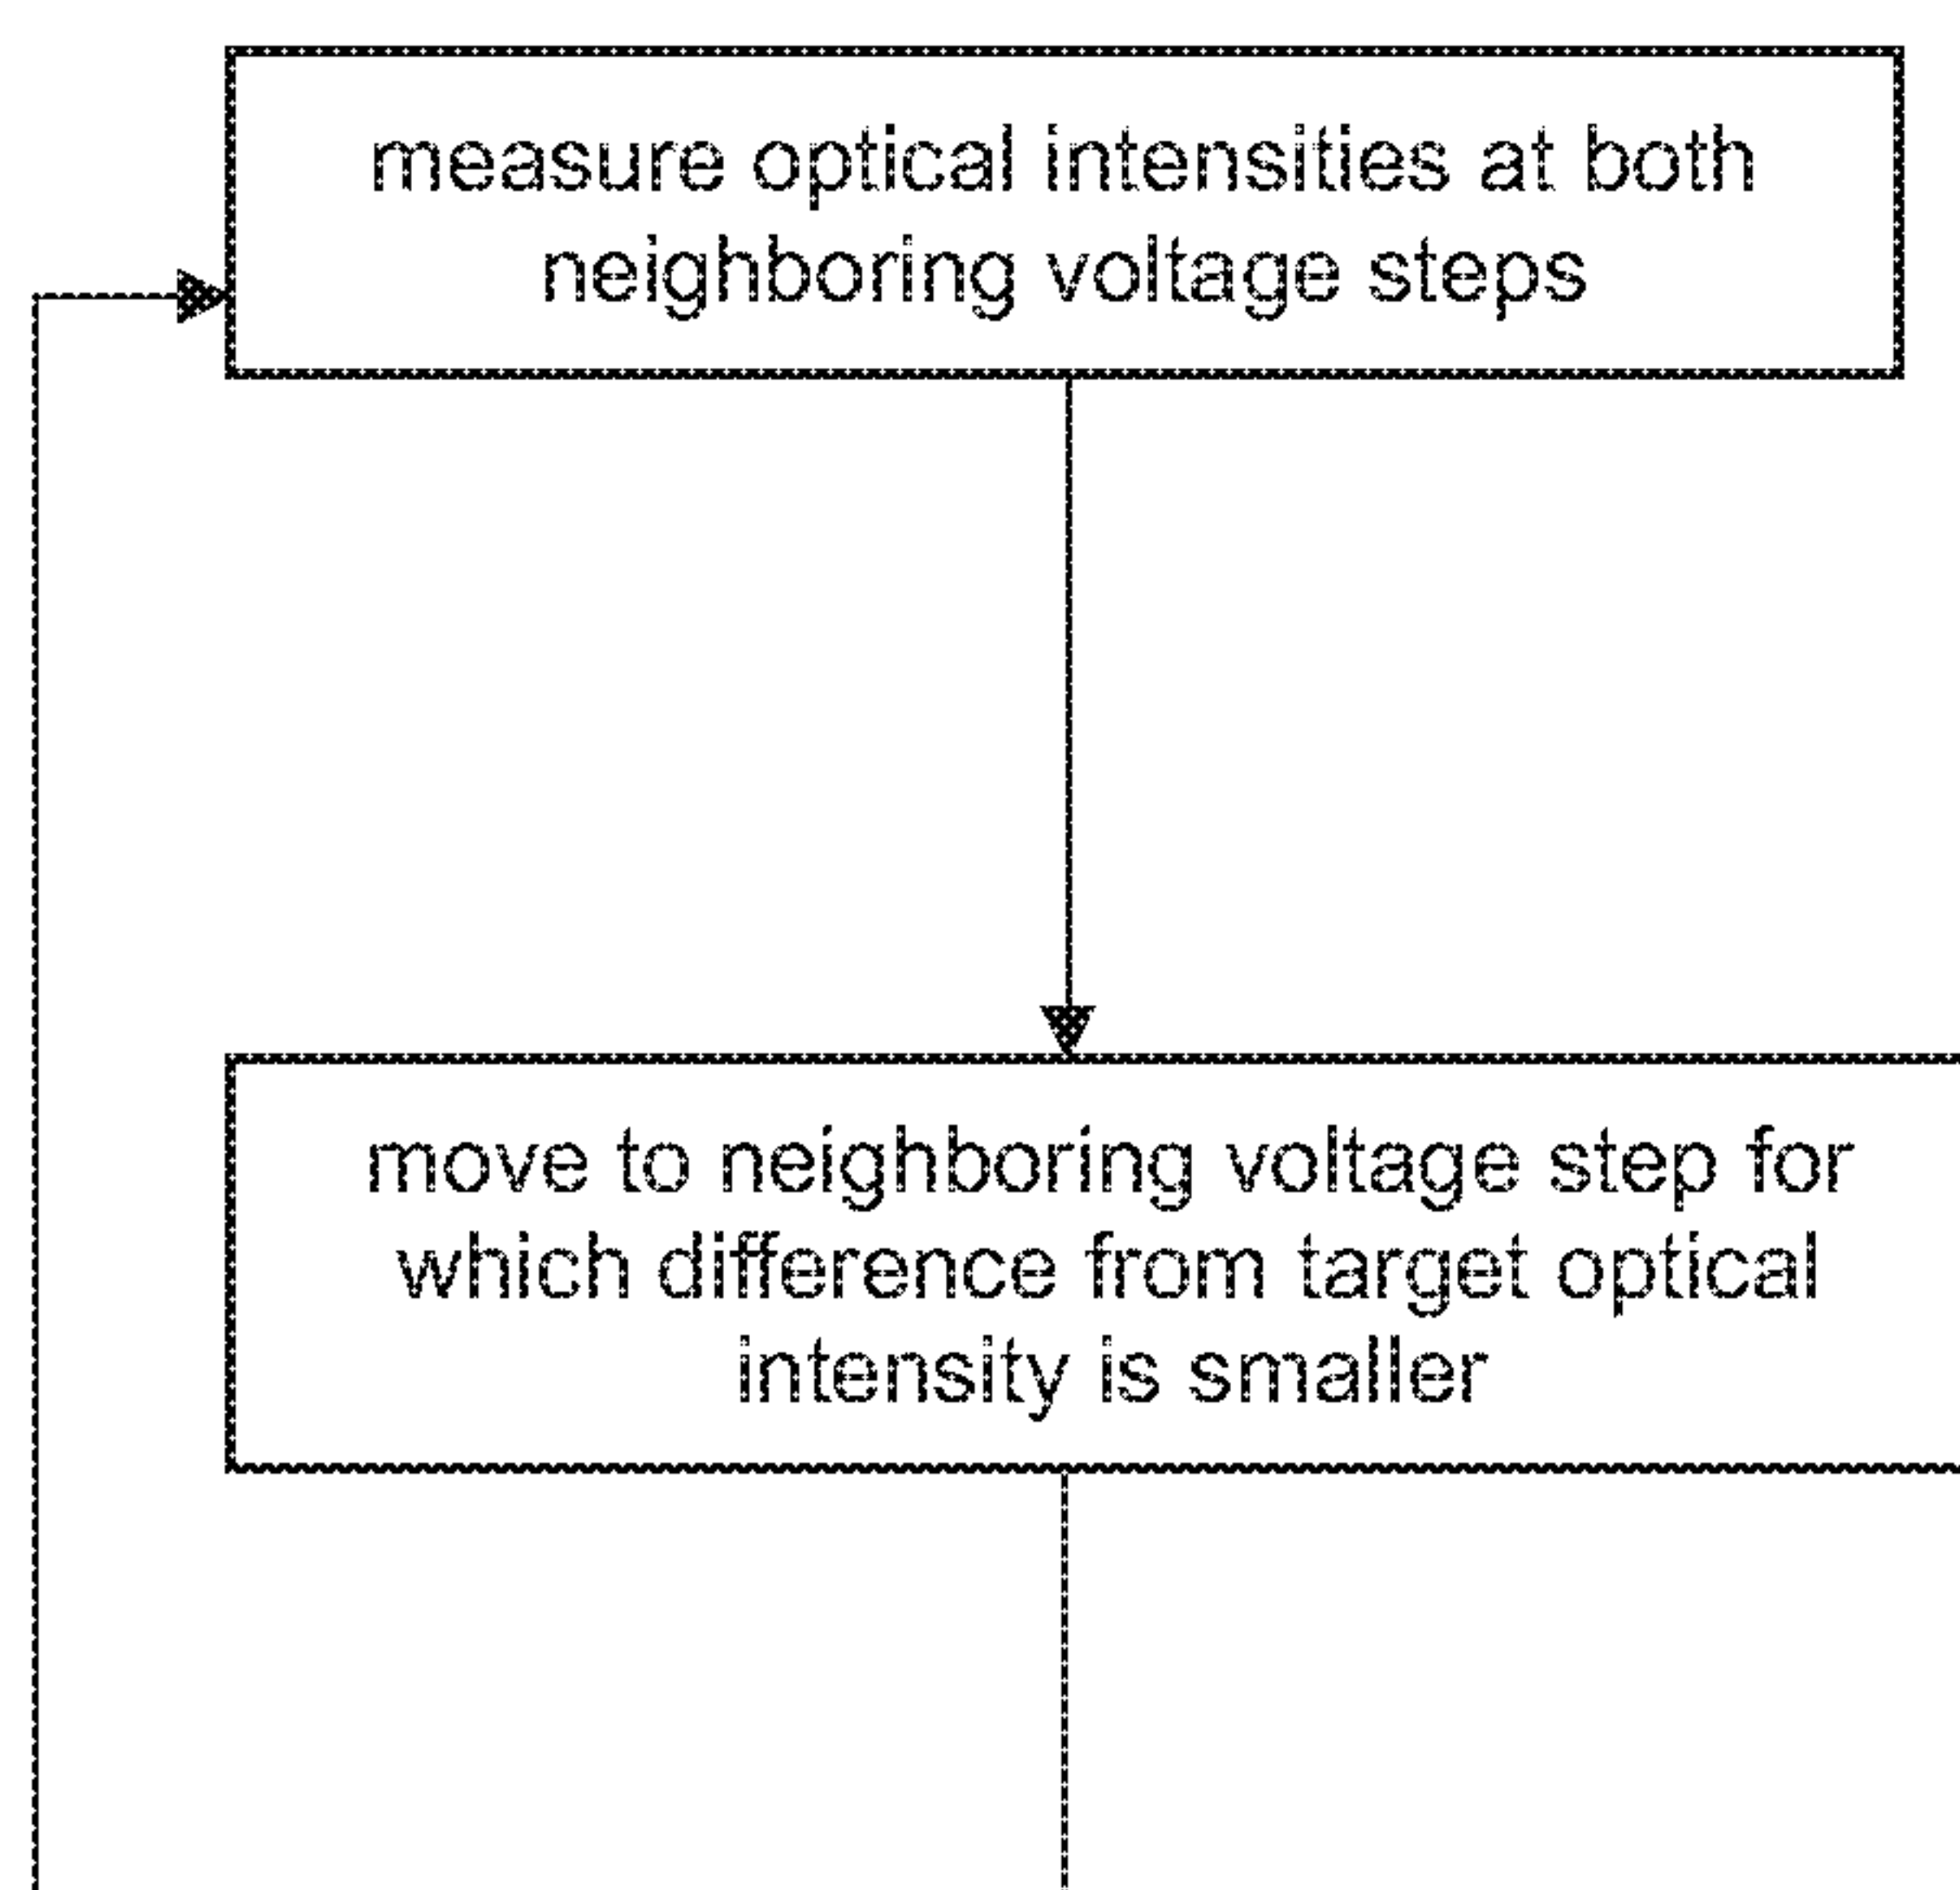 measure optical intensities at both
neighboring voltage steps
move to neighboring voltage step for
which difference from target optical
intensity is smaller